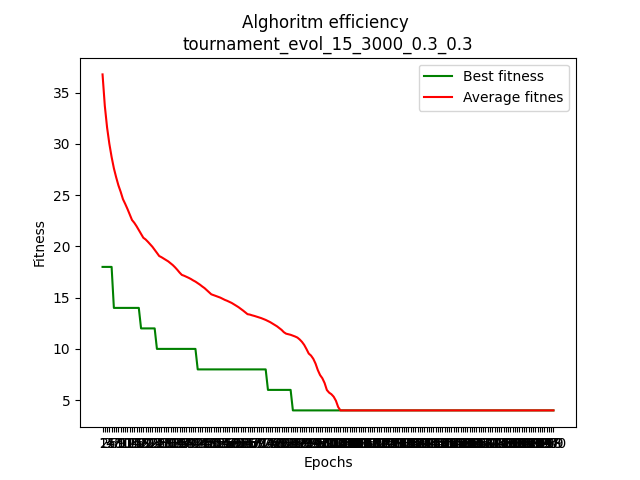 Alghoritm efficiency
tournament_evol_15_3000_0.3_0.3
Best fitness
Average fitnes
Fitness
35
30
25
20
15
10
5
Epochs